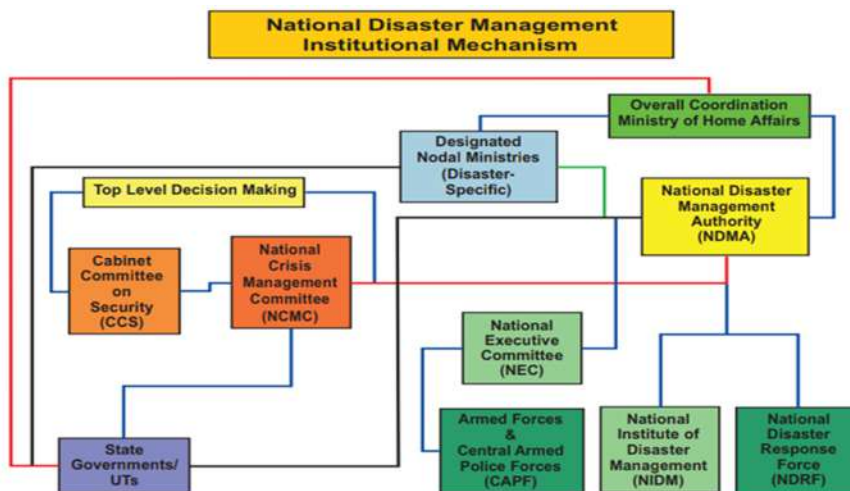 National Disaster Management
Institutional Mechanism
Overall Coordination
Ministry of Home Affairs
Designated
Nodal Ministries
(Disaster-
Specific)
Top Level Decision Making
National Disaster
Management
Authority
(NDMA)
Cabinet
Committee
on
Security
(CCS)
National
Crisis
Management
Committee
(NCMC)
National
Executive
Committee
(NEC)
State
Governments/
UTs
Armed Forces
&
Central Armed
Police Forces
(CAPF)
National
Institute of
Disaster
Management
(NIDM)
National
Disaster
Response
Force
(NDRF)